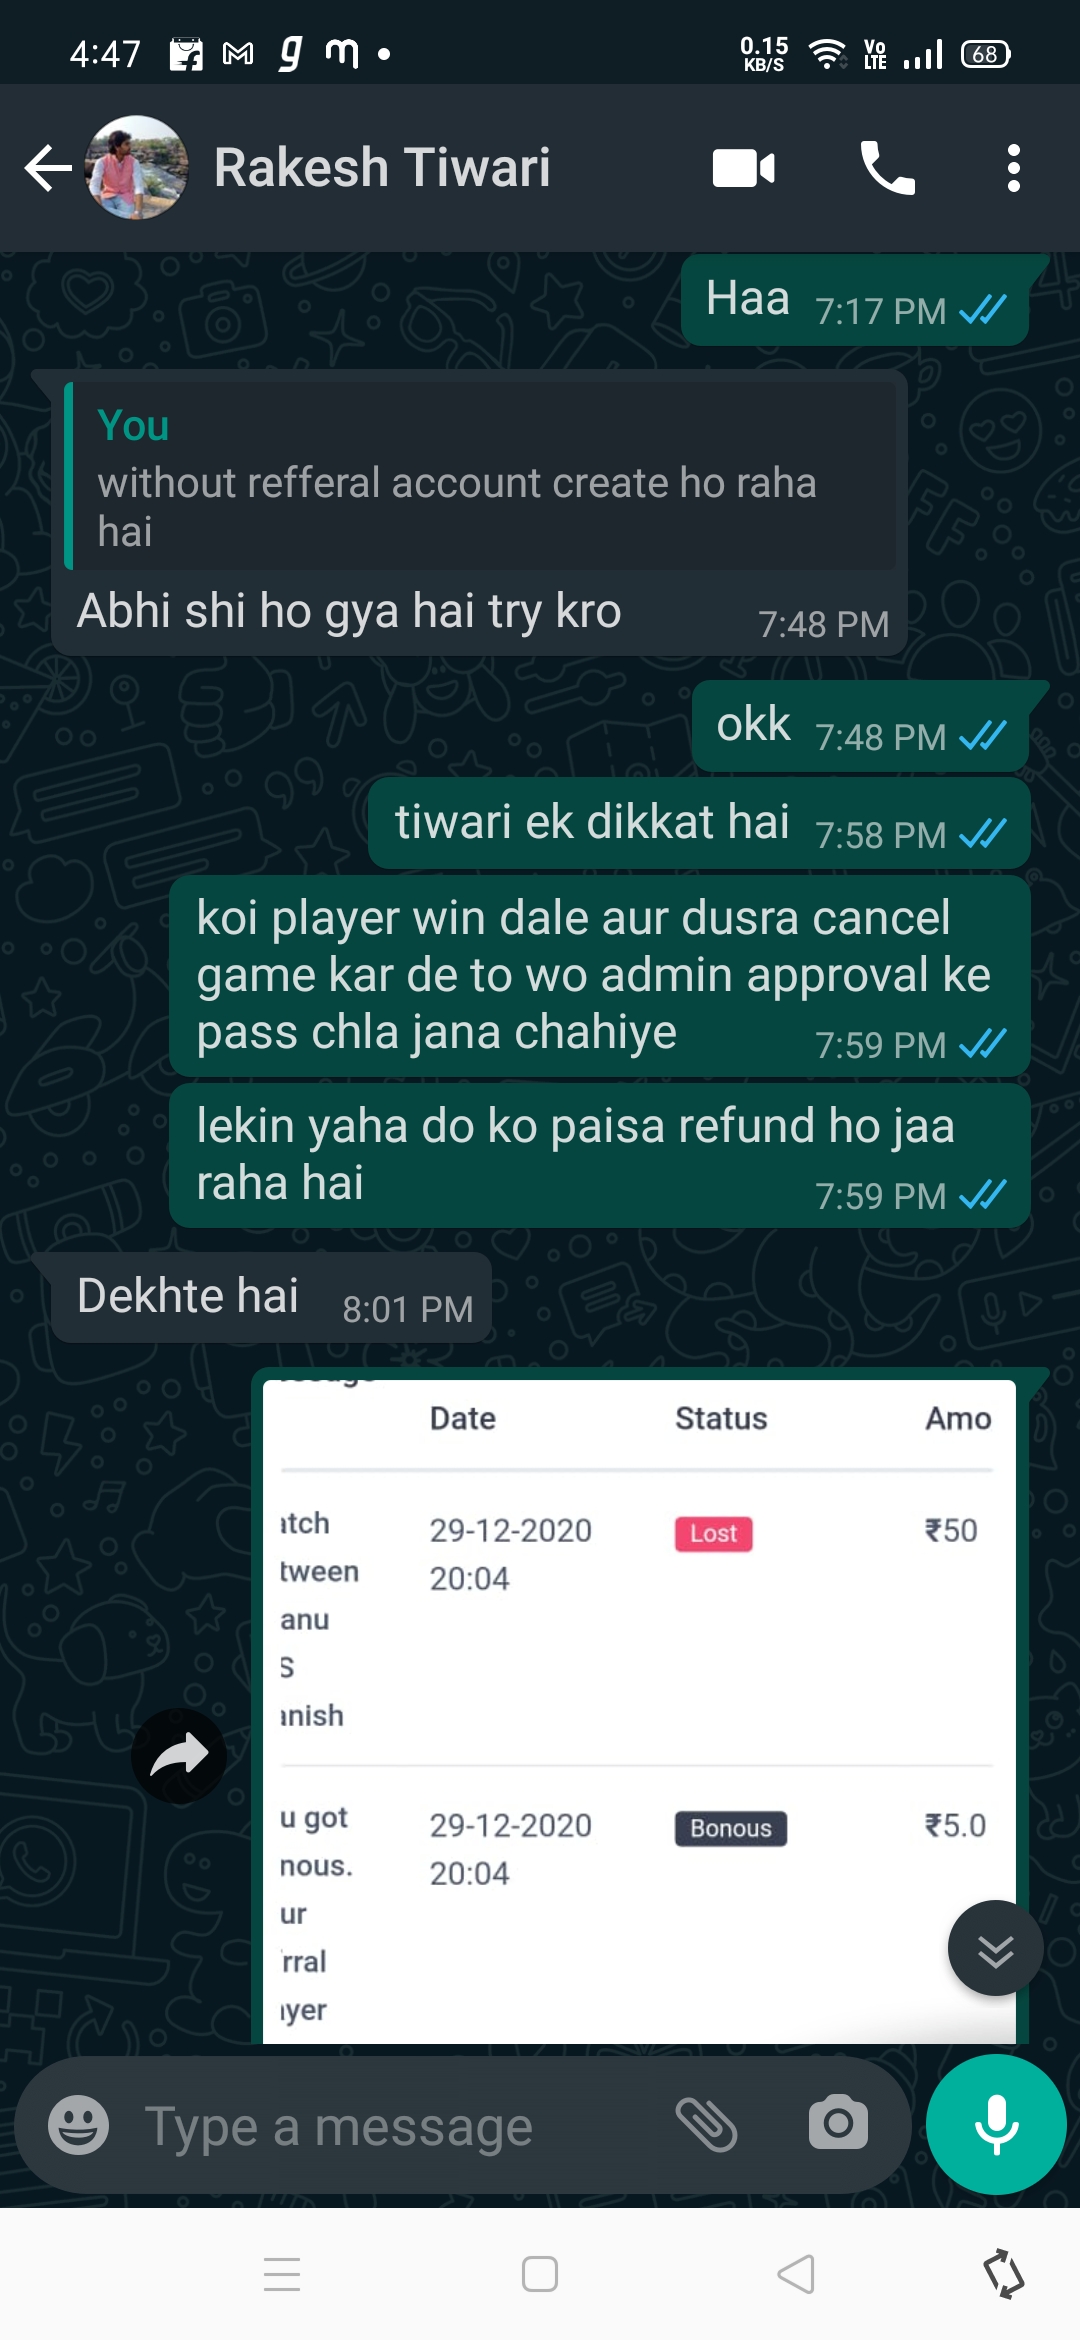 4:47
0.15
KB/S
Vo
LTE
68
Rakesh Tiwari
Haa 7:17 PM
You
without refferal account create ho raha
hai
Abhi shi ho gya hai try kro 7:48 PM
okk 7:48 PM
tiwari ek dikkat hai 7:58 PM
koi player win dale aur dusra cancel
game kar de to wo admin approval ke
pass chla jana chahiye 7:59 PM
lekin yaha do ko paisa refund ho jaa
raha hai 7:59 PM
Dekhte hai 8:01 PM
Date Status Amo
atch 29-12-2020 Lost ₹50
tween 20:04
anu
S
anish
u got 29-12-2020 Bonous ₹5.0
nous. 20:04
ur
rral
ayer
Type a message